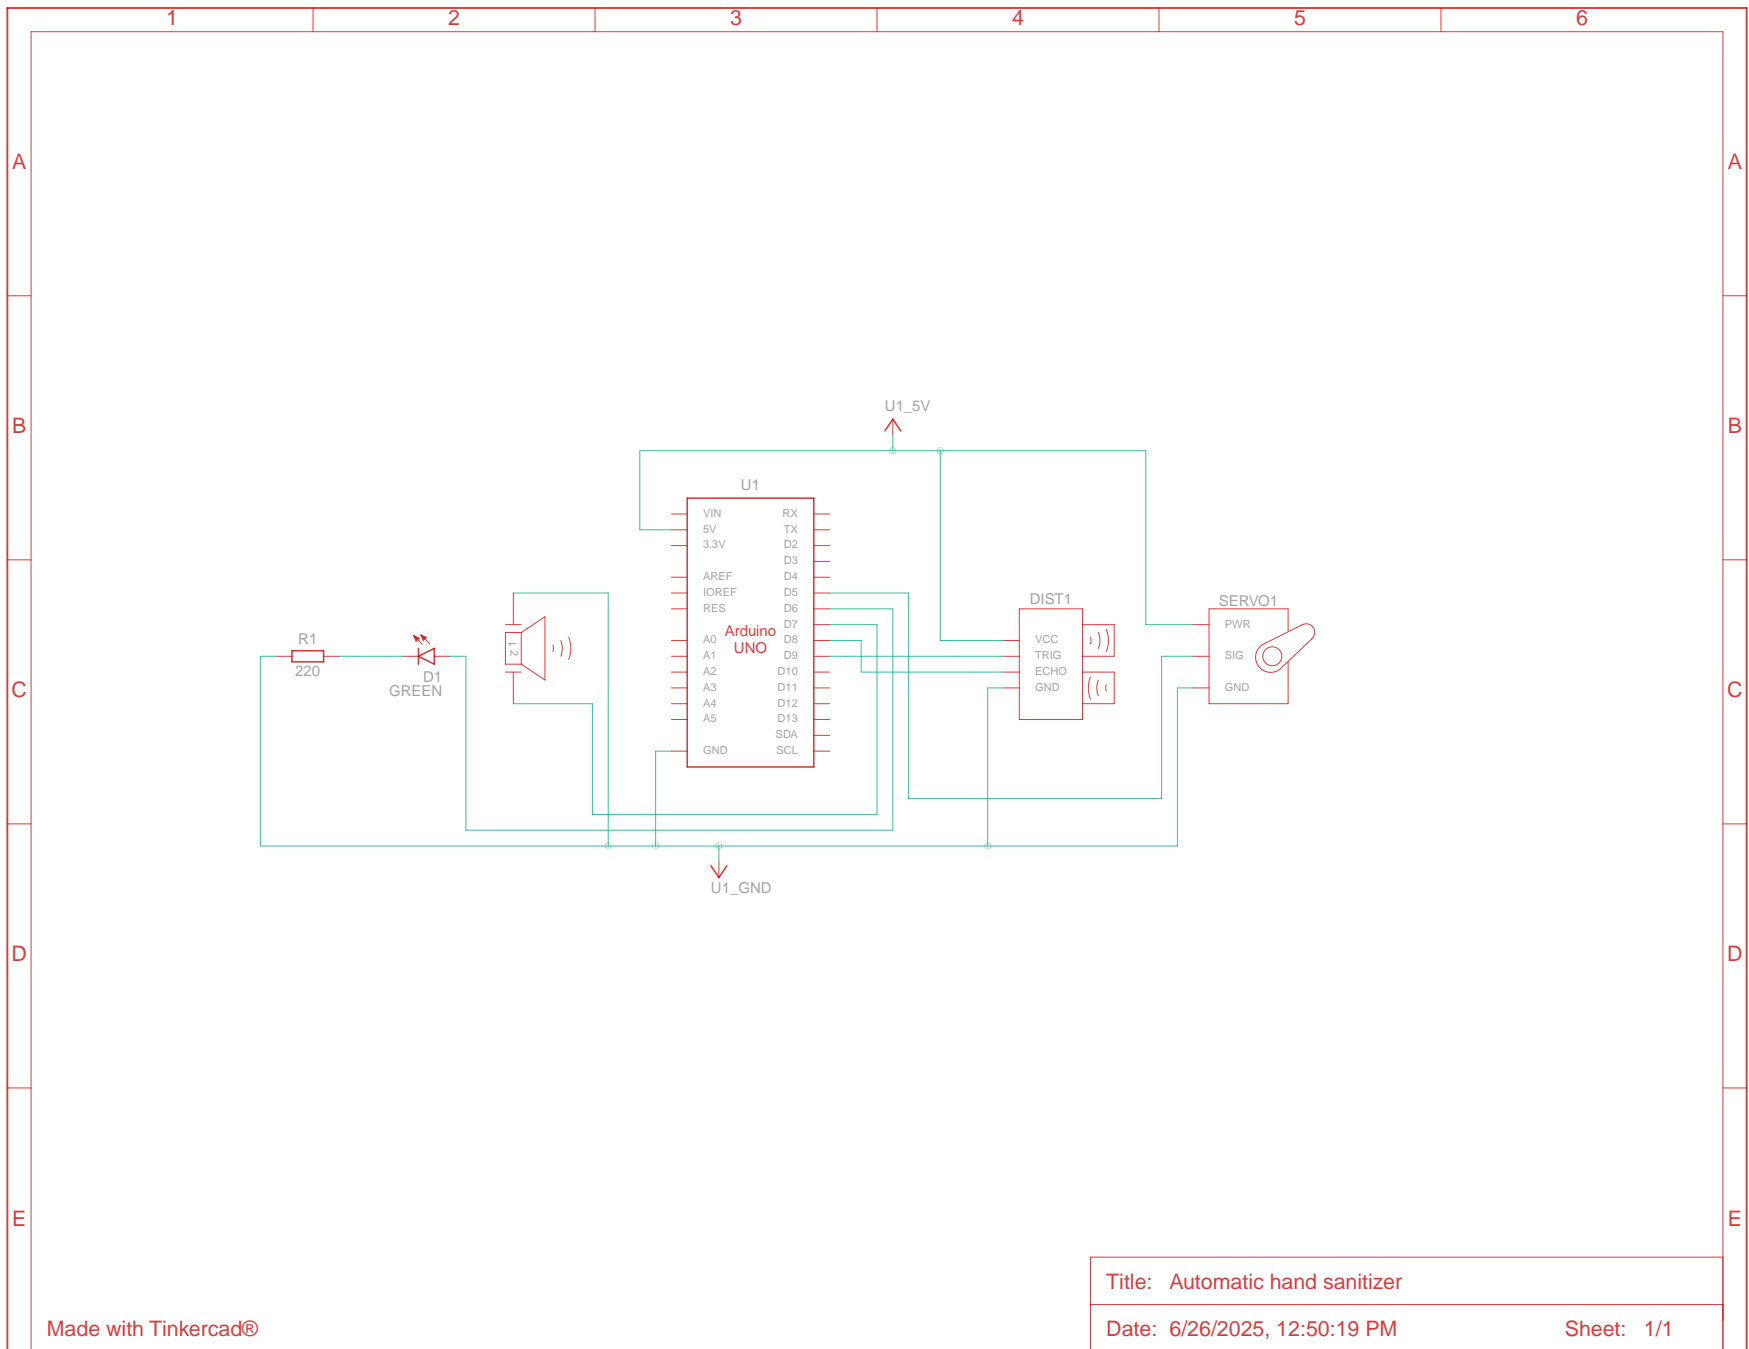 1 2 3 4 5 6
A A
B B
U1_5V
U1
VIN RX
5V TX
3.3V D2
D3
AREF D4
IOREF D5
RES D6
D7
A0 D8
A1 D9
A2 D10
A3 D11
A4 D12
A5 D13
SDA
GND SCL
Arduino
UNO
DIST1
VCC
TRIG
ECHO
GND
SERVO1
PWR
SIG
GND
R1
220
D1
GREEN
1 2
C C
U1_GND
D D
E E
Title: Automatic hand sanitizer
Made with Tinkercad®
Date: 6/26/2025, 12:50:19 PM Sheet: 1/1